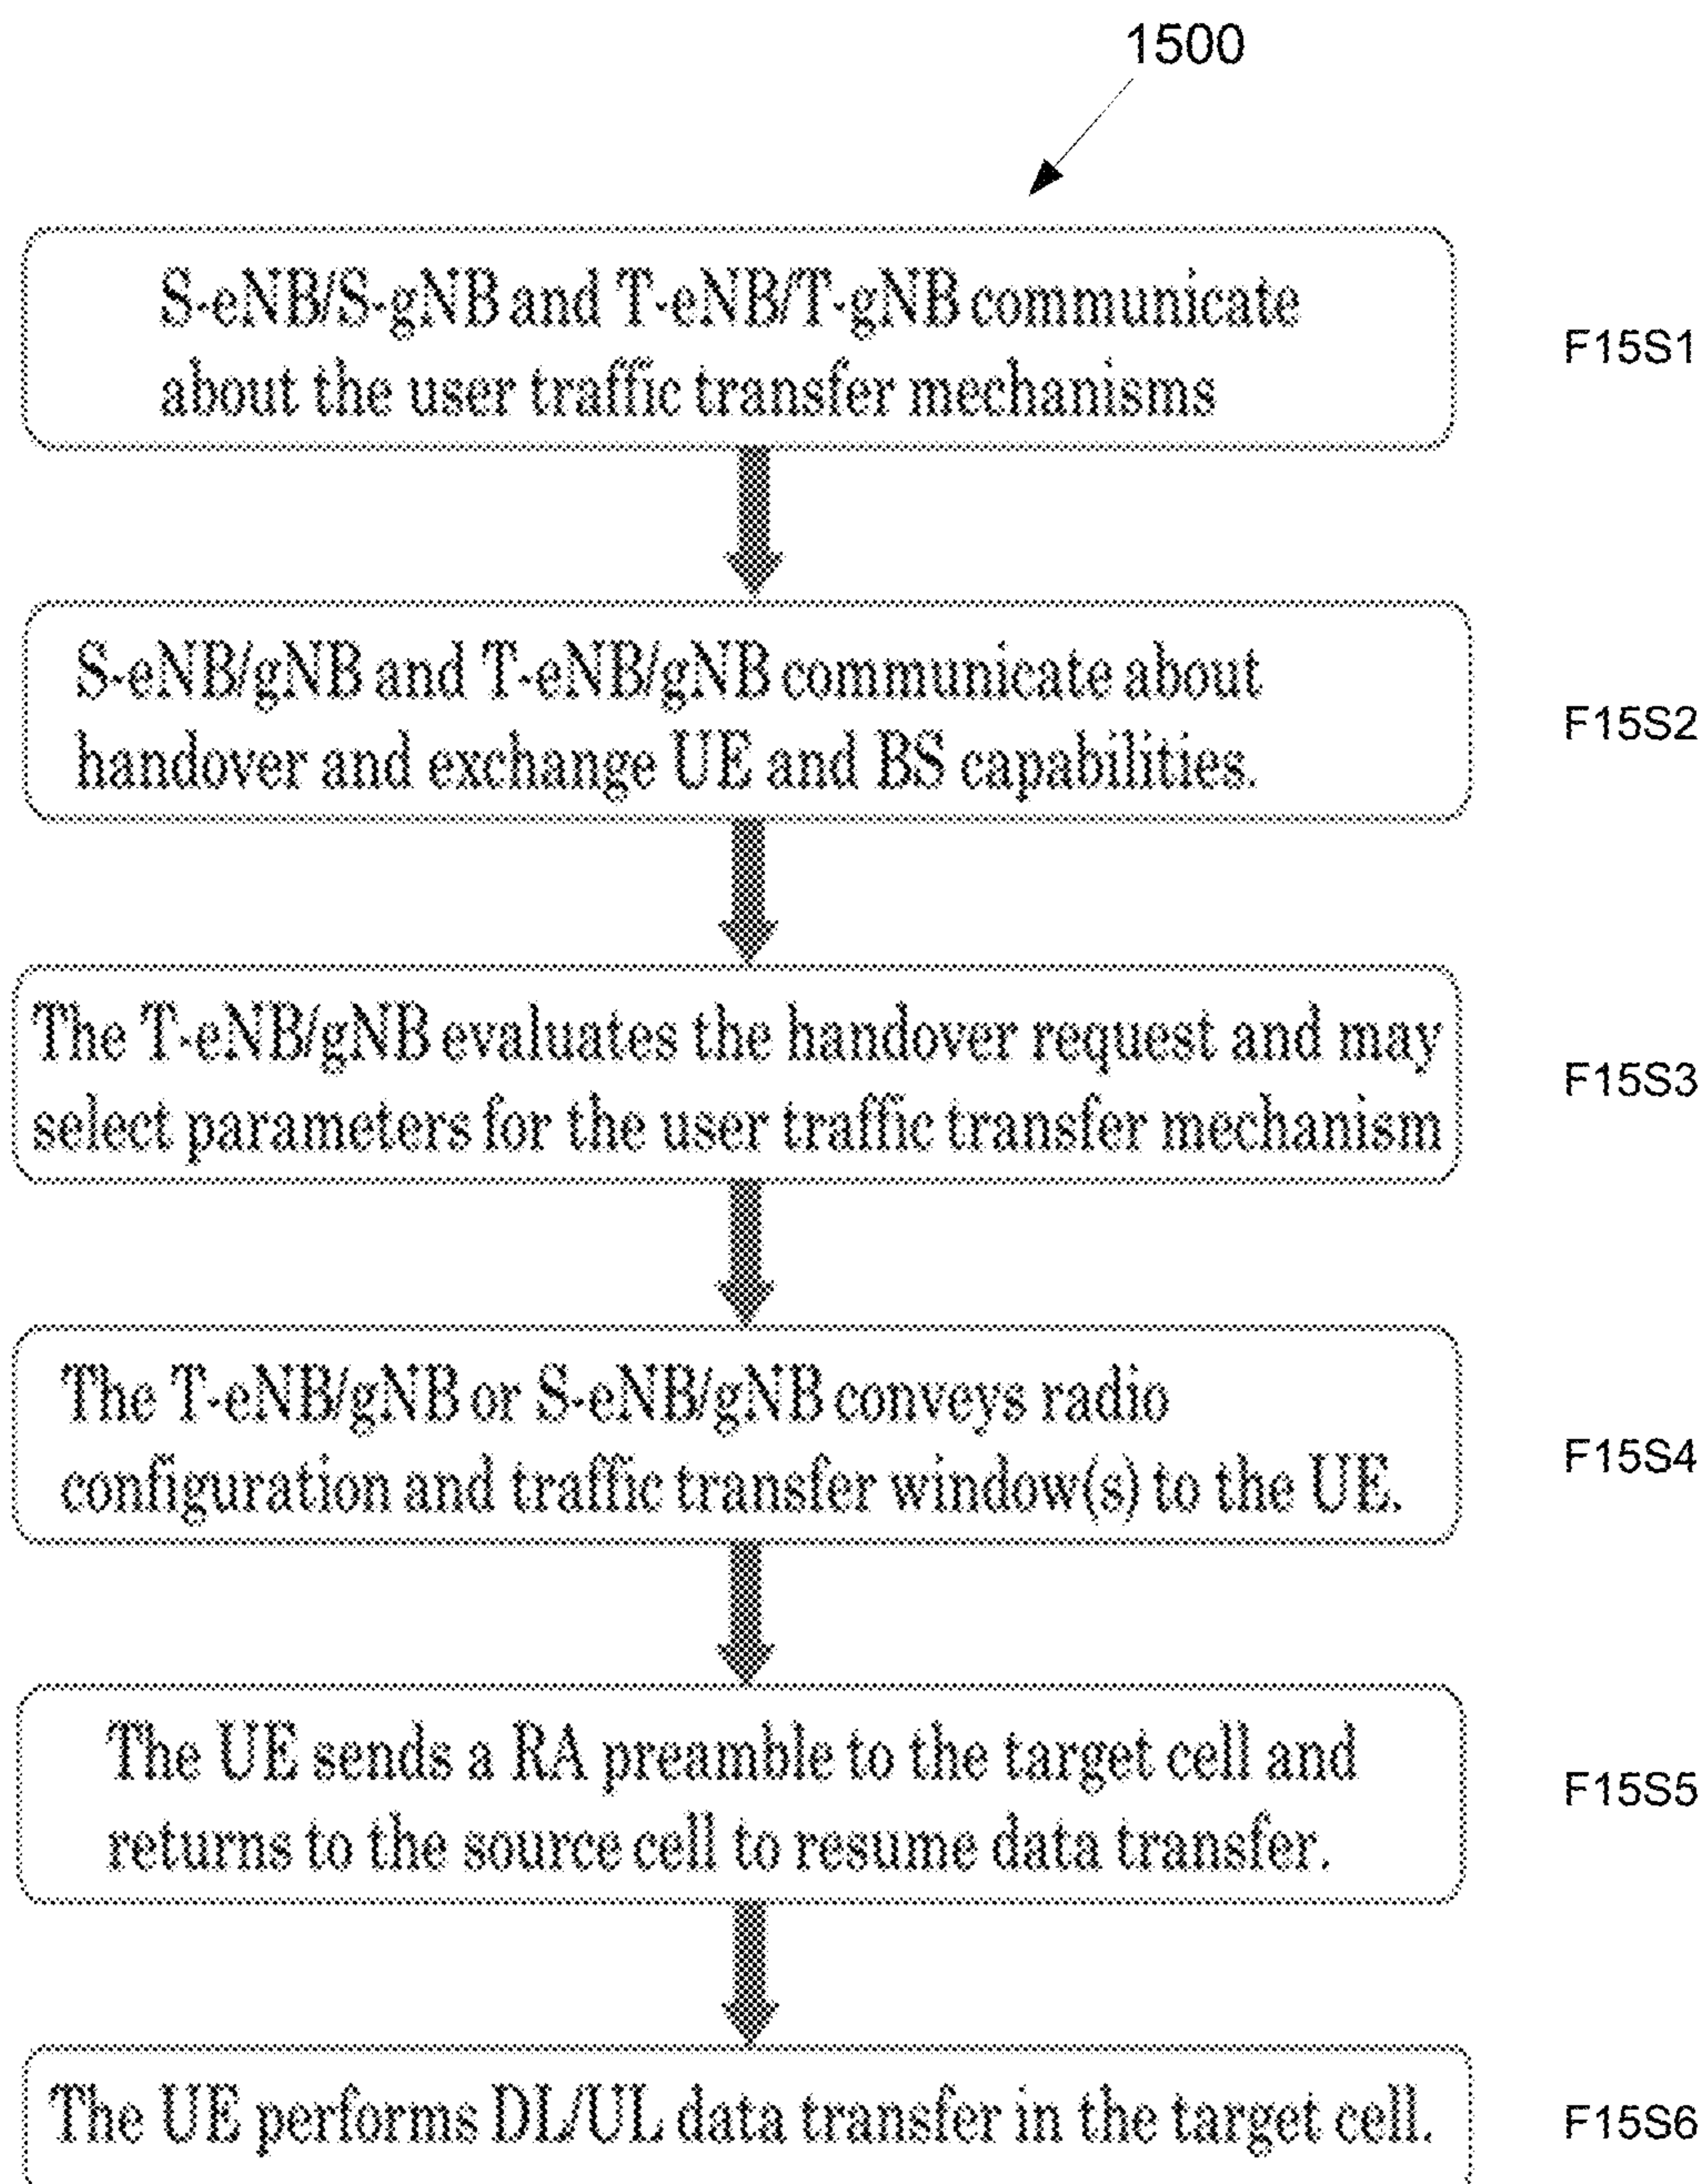 1500
S-eNB/S-gNB and T-eNB/T-gNB communicate
about the user traffic transfer mechanisms
F15S1
S-eNB/gNB and T-eNB/gNB communicate about
handover and exchange UE and BS capabilities.
F15S2
The T-eNB/gNB evaluates the handover request and may
select parameters for the user traffic transfer mechanism
F15S3
The T-eNB/gNB or S-eNB/gNB conveys radio
configuration and traffic transfer window(s) to the UE.
F15S4
The UE sends a RA preamble to the target cell and
returns to the source cell to resume data transfer.
F15S5
The UE performs DL/UL data transfer in the target cell.
F15S6